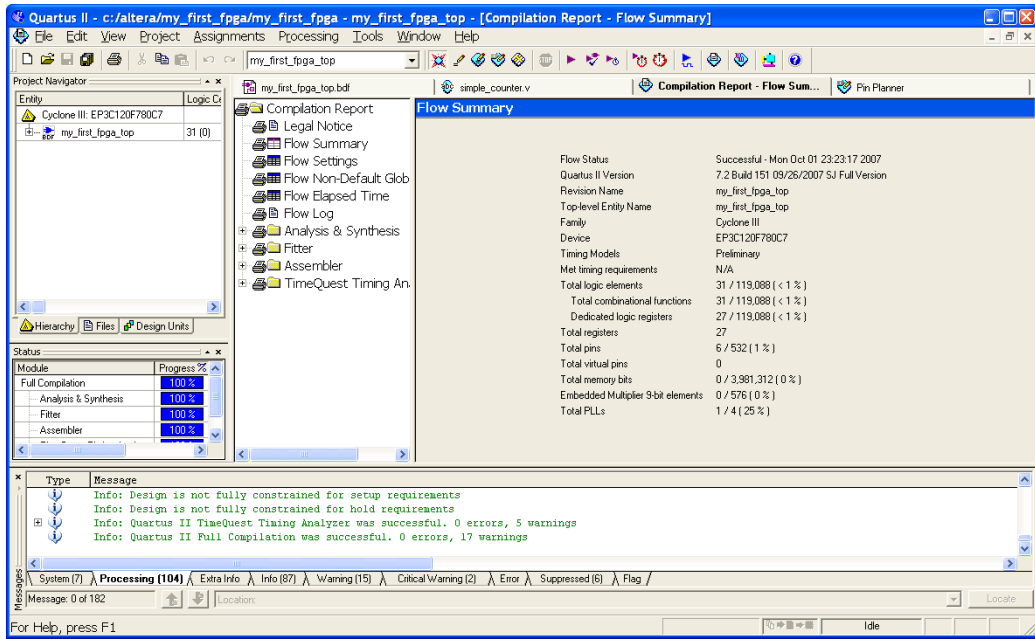 Quartus II - c:/altera/my_first_fpga/my_first_fpga - my_first_fpga_top - [Compilation Report - Flow Summary]
File Edit View Project Assignments Processing Tools Window Help
my_first_fpga_top
Project Navigator
Entity Logic Ce
Cyclone III: EP3C120F780C7
my_first_fpga_top 31 (0)
Hierarchy Files Design Units
Status
Module Progress %
Full Compilation 100 %
Analysis & Synthesis 100 %
Fitter 100 %
Assembler 100 %
my_first_fpga_top.bdf simple_counter.v Compilation Report - Flow Sum... Pin Planner
Compilation Report
Legal Notice
Flow Summary
Flow Settings
Flow Non-Default Glob
Flow Elapsed Time
Flow Log
Analysis & Synthesis
Fitter
Assembler
TimeQuest Timing An
Flow Summary
Flow Status Successful - Mon Oct 01 23:23:17 2007
Quartus II Version 7.2 Build 151 09/26/2007 SJ Full Version
Revision Name my_first_fpga_top
Top-level Entity Name my_first_fpga_top
Family Cyclone III
Device EP3C120F780C7
Timing Models Preliminary
Met timing requirements N/A
Total logic elements 31 / 119,088 ( < 1 % )
Total combinational functions 31 / 119,088 ( < 1 % )
Dedicated logic registers 27 / 119,088 ( < 1 % )
Total registers 27
Total pins 6 / 532 ( 1 % )
Total virtual pins 0
Total memory bits 0 / 3,981,312 ( 0 % )
Embedded Multiplier 9-bit elements 0 / 576 ( 0 % )
Total PLLs 1 / 4 ( 25 % )
Messages
Type Message
Info: Design is not fully constrained for setup requirements
Info: Design is not fully constrained for hold requirements
Info: Quartus II TimeQuest Timing Analyzer was successful. 0 errors, 5 warnings
Info: Quartus II Full Compilation was successful. 0 errors, 17 warnings
System (7) Processing (104) Extra Info Info (87) Warning (15) Critical Warning (2) Error Suppressed (6) Flag
Message: 0 of 182 Location: Locate
For Help, press F1 Idle